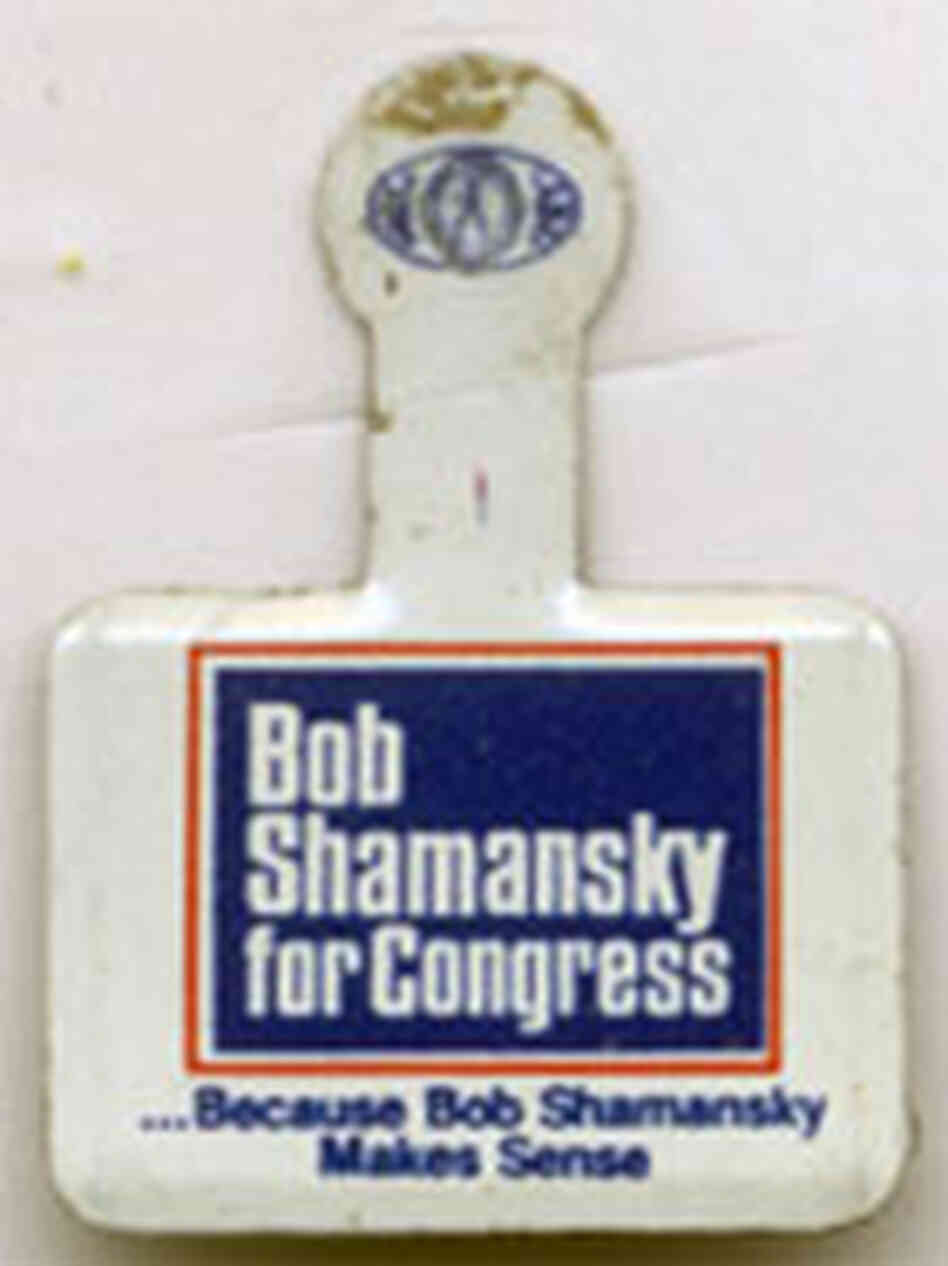 Bob
Shamansky
for Congress
...Because Bob Shamansky
Makes Sense